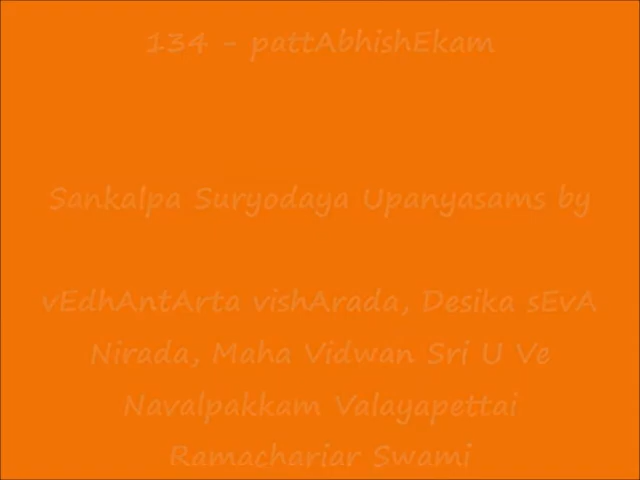 134 - pattAbhishEkam
Sankalpa Suryodaya Upanyasams by
vEdhAntArta vishArada, Desika sEvA
Nirada, Maha Vidwan Sri U Ve
Navalpakkam Valayapettai
Ramachariar Swami